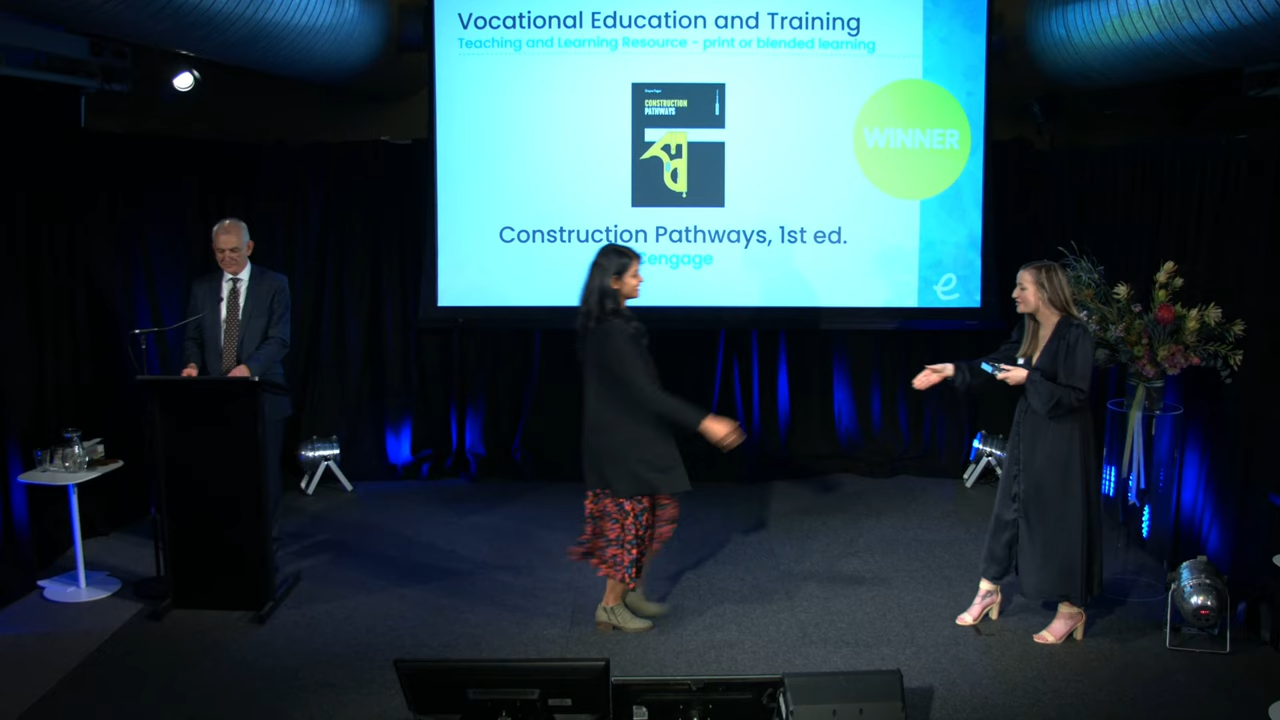 Vocational Education and Training
Teaching and Learning Resource - print or blended learning
CONSTRUCTION
PATHWAYS
WINNER
Construction Pathways, 1st ed.
Cengage
e